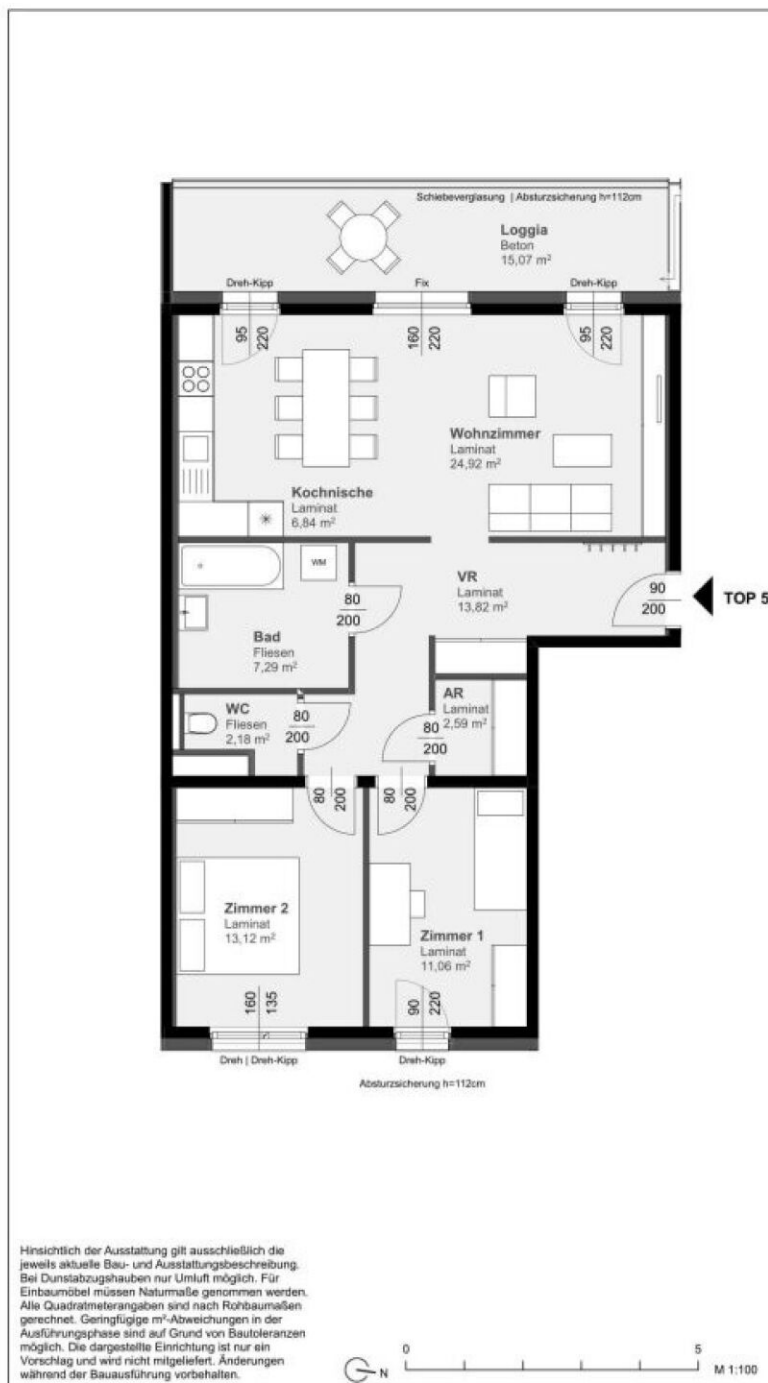 Schiebeverglasung | Absturzsicherung h=112cm
Loggia
Beton
15,07 m²
Dreh-Kipp
Fix
Dreh-Kipp
95
220
160
220
95
220
Wohnzimmer
Laminat
24,92 m²
Kochnische
Laminat
6,84 m²
WM
VR
Laminat
13,82 m²
90
200
TOP 5
80
200
Bad
Fliesen
7,29 m²
WC
Fliesen
2,18 m²
80
200
AR
Laminat
2,59 m²
80
200
80
200
80
200
Zimmer 2
Laminat
13,12 m²
Zimmer 1
Laminat
11,06 m²
160
135
90
220
Dreh | Dreh-Kipp
Dreh-Kipp
Absturzsicherung h=112cm
Hinsichtlich der Ausstattung gilt ausschließlich die
jeweils aktuelle Bau- und Ausstattungsbeschreibung.
Bei Dunstabzugshauben nur Umluft möglich. Für
Einbaumöbel müssen Naturmaße genommen werden.
Alle Quadratmeterangaben sind nach Rohbaumaßen
gerechnet. Geringfügige m²-Abweichungen in der
Ausführungsphase sind auf Grund von Bautoleranzen
möglich. Die dargestellte Einrichtung ist nur ein
Vorschlag und wird nicht mitgeliefert. Änderungen
während der Bauausführung vorbehalten.
N
0
5
M 1:100